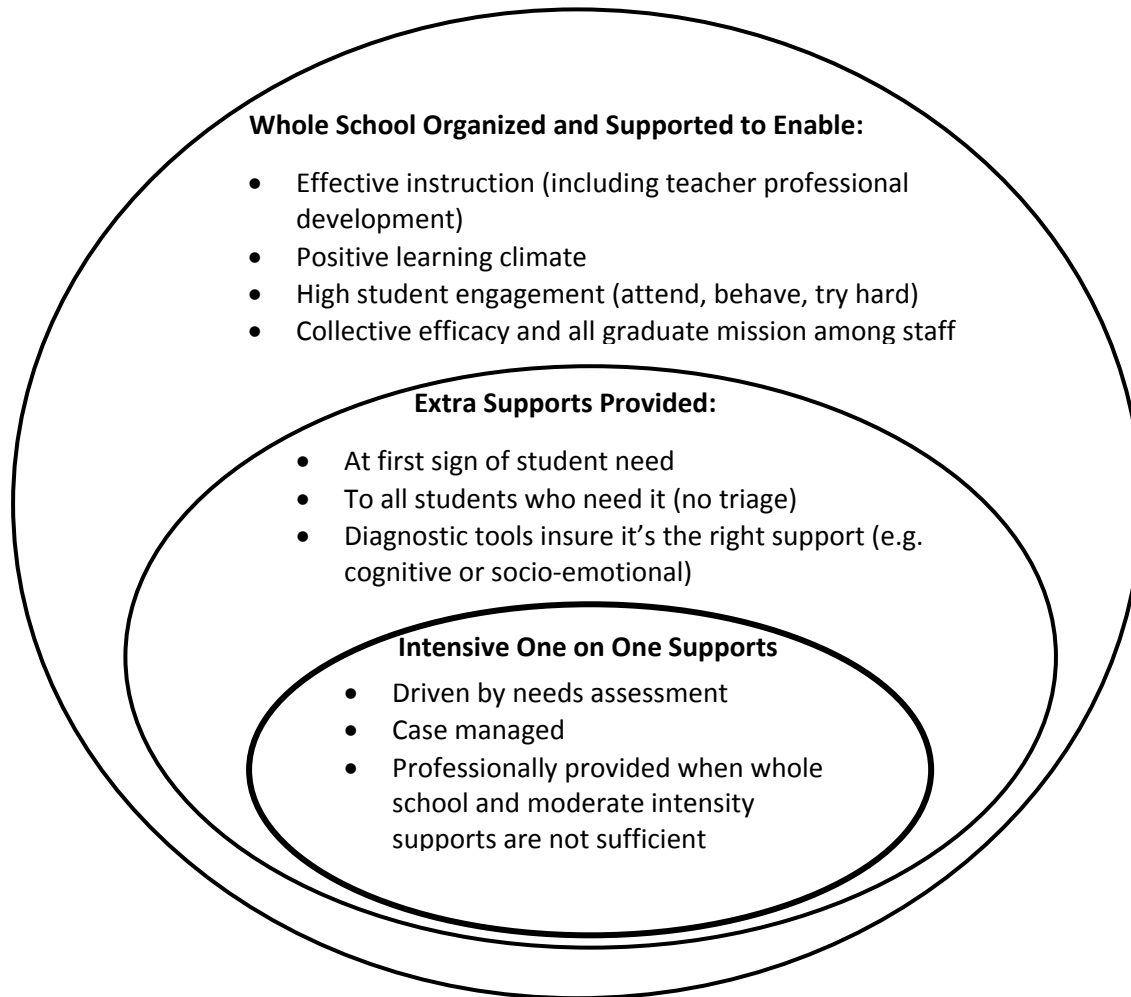 Whole School Organized and Supported to Enable:
• Effective instruction (including teacher professional
development)
• Positive learning climate
• High student engagement (attend, behave, try hard)
• Collective efficacy and all graduate mission among staff
Extra Supports Provided:
• At first sign of student need
• To all students who need it (no triage)
• Diagnostic tools insure it’s the right support (e.g.
cognitive or socio-emotional)
Intensive One on One Supports
• Driven by needs assessment
• Case managed
• Professionally provided when whole
school and moderate intensity
supports are not sufficient